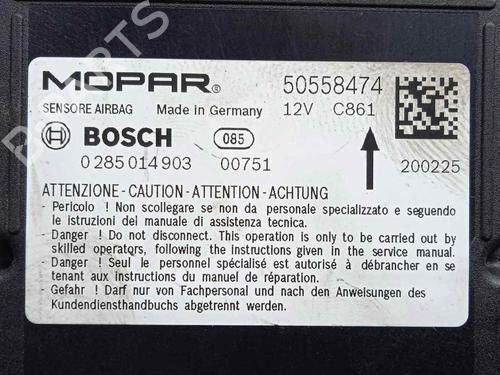 MOPAR® 50558474
SENSORE AIRBAG Made in Germany 12V C861
BOSCH 085
0 285 014 903 00751 200225
ATTENZIONE - CAUTION - ATTENTION - ACHTUNG
- Pericolo ! Non scollegare se non da personale specializzato e seguendo
le istruzioni del manuale di assistenza tecnica.
- Danger ! Do not disconnect. This operation is only to be carried out by
skilled operators, following the instructions given in the service manual.
- Danger ! Seul le personnel spécialisé est autorisé à débrancher en se
tenant aux instructions du manuel de réparation.
- Gefahr ! Darf nur von Fachpersonal und nach den Anweisungen des
Kundendiensthandbuchs abgetrennt werden.